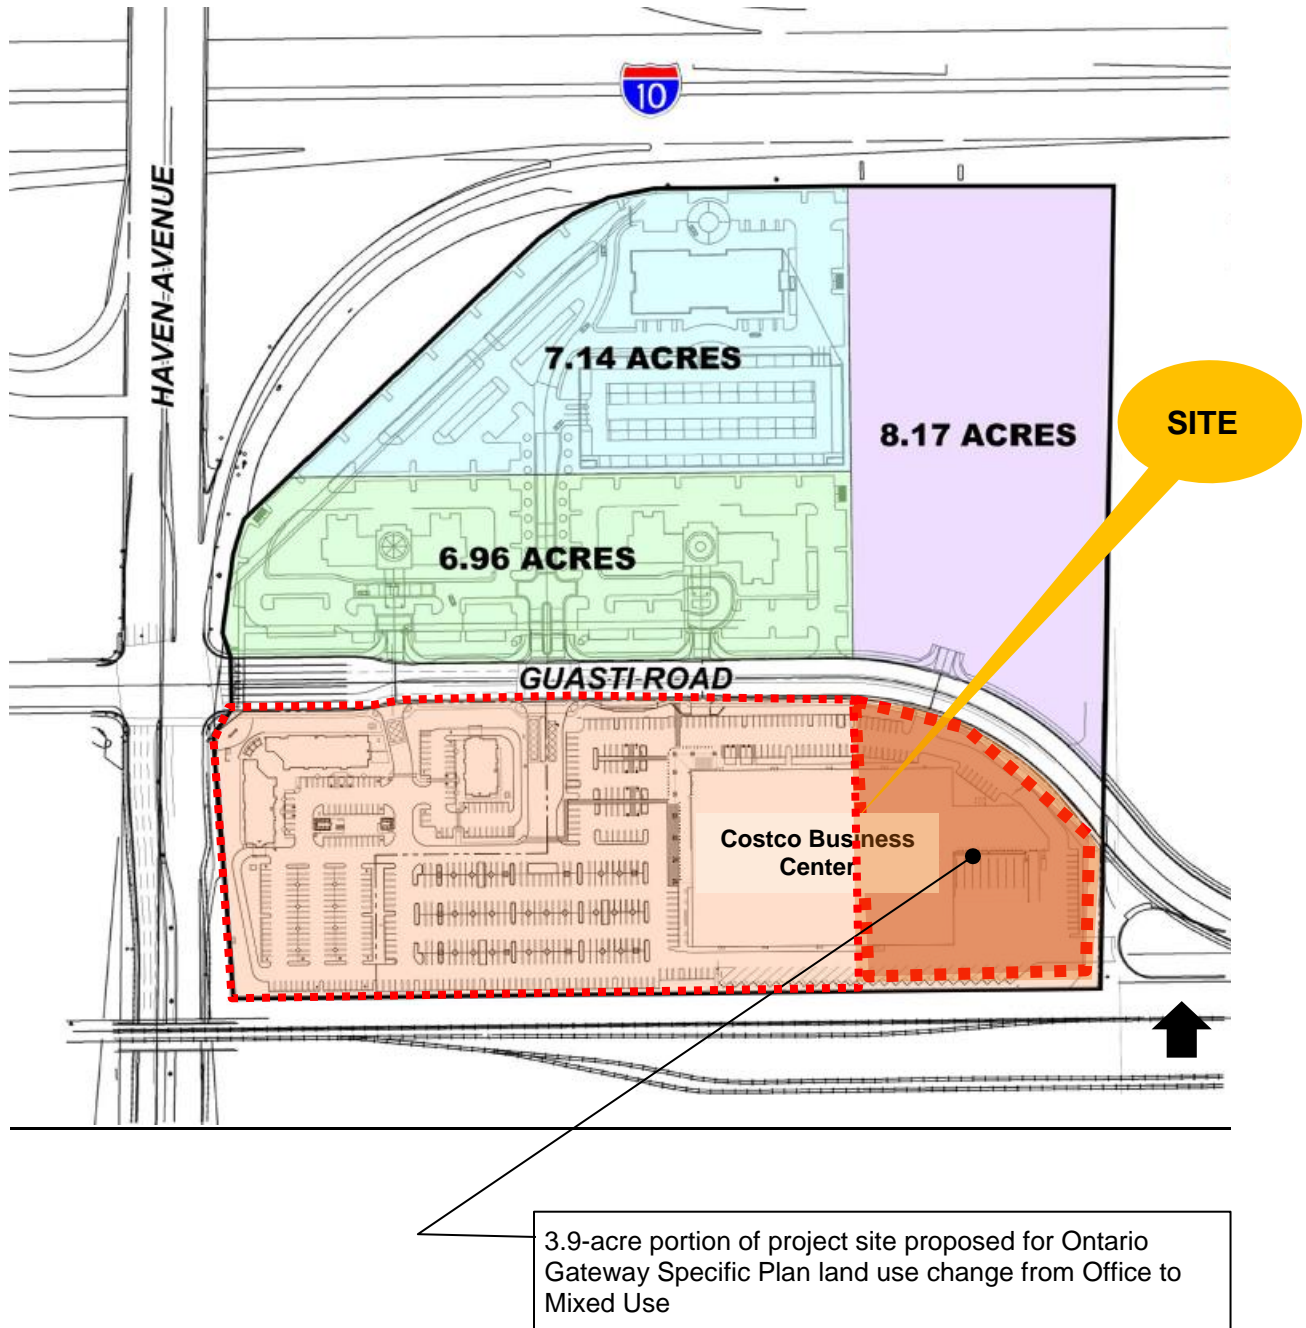 10
HAVEN AVENUE
7.14 ACRES
8.17 ACRES
SITE
6.96 ACRES
GUASTI ROAD
Costco Business
Center
3.9-acre portion of project site proposed for Ontario
Gateway Specific Plan land use change from Office to
Mixed Use